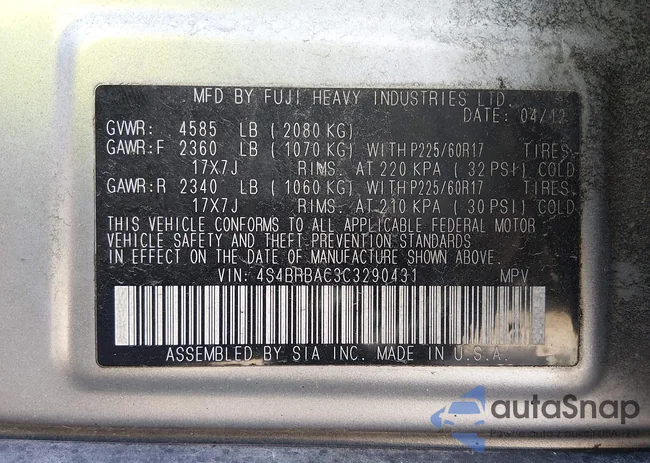 MFD BY FUJI HEAVY INDUSTRIES LTD.
DATE: 04/12
GVWR: 4585 LB (2080 KG)
GAWR:F 2360 LB (1070 KG) WITH P225/60R17 TIRES
17X7J RIMS. AT 220 KPA (32 PSI) COLD
GAWR:R 2340 LB (1060 KG) WITH P225/60R17 TIRES
17X7J RIMS. AT 210 KPA (30 PSI) COLD
THIS VEHICLE CONFORMS TO ALL APPLICABLE FEDERAL MOTOR
VEHICLE SAFETY AND THEFT PREVENTION STANDARDS
IN EFFECT ON THE DATE OF MANUFACTURE SHOWN ABOVE.
VIN: 4S4BRBAC3C3290431 MPV
ASSEMBLED BY SIA INC. MADE IN U.S.A.
autoSnap